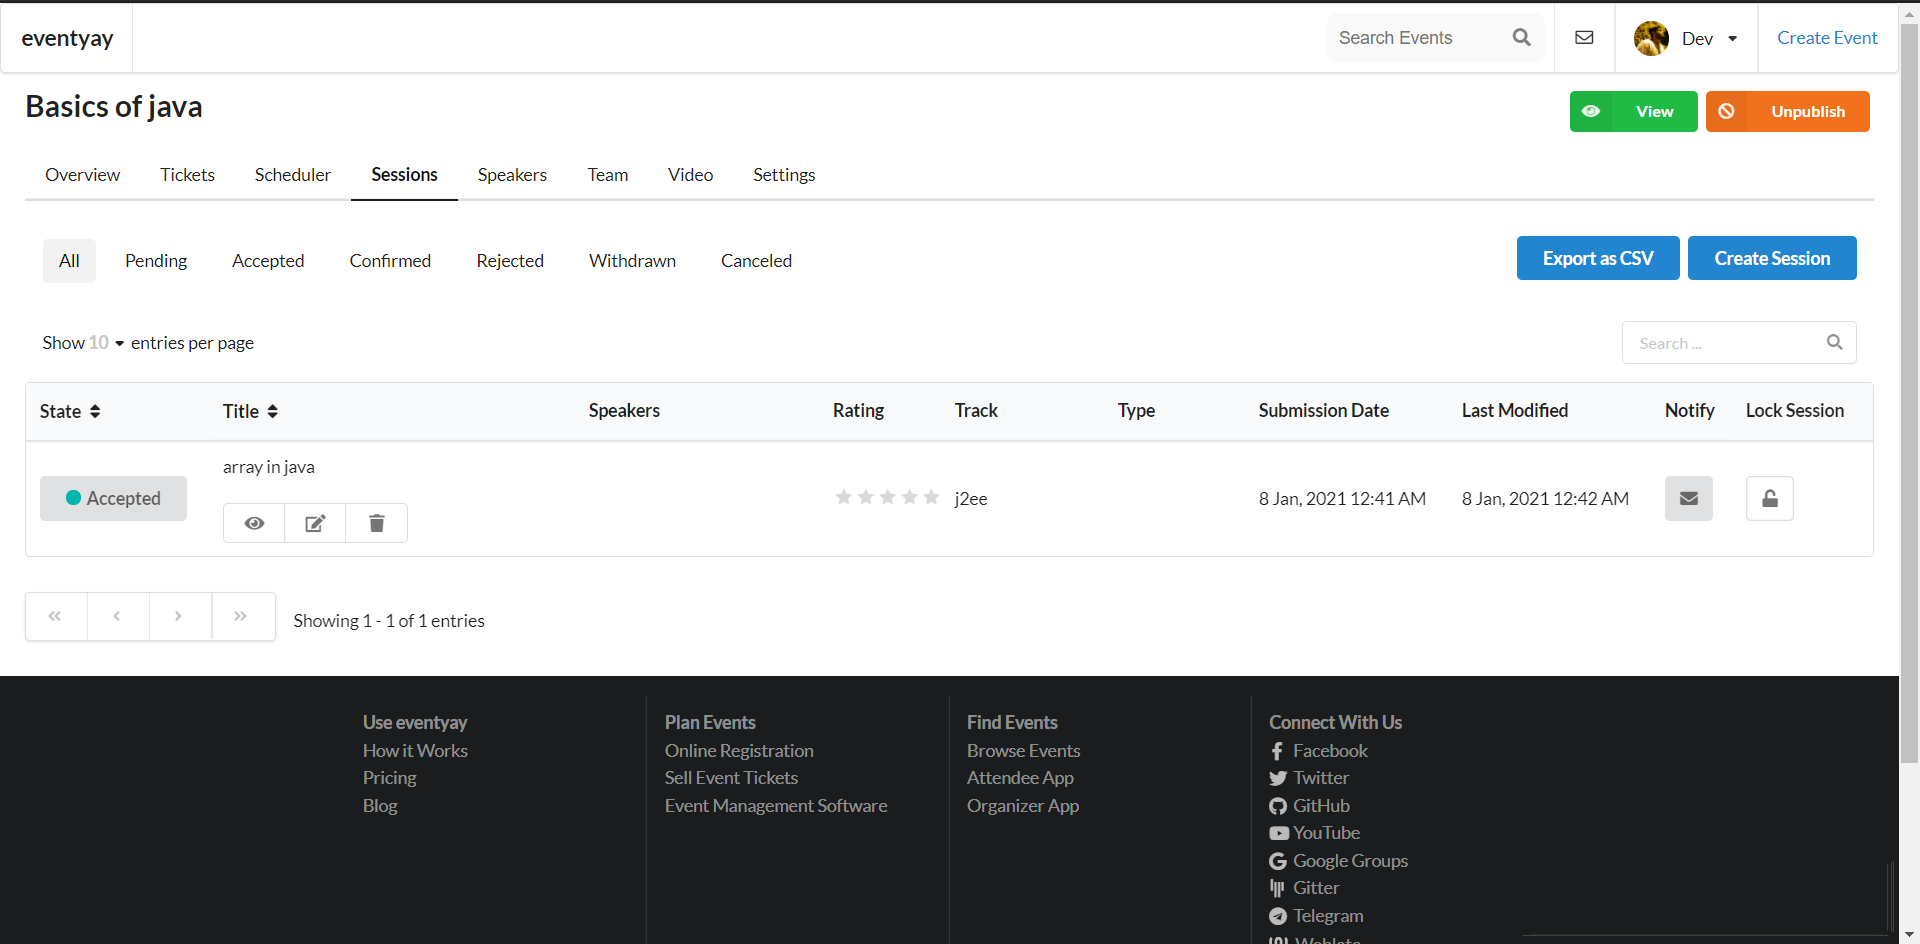 eventyay
Search Events
Dev
Create Event
Basics of java
View
Unpublish
Overview Tickets Scheduler Sessions Speakers Team Video Settings
All Pending Accepted Confirmed Rejected Withdrawn Canceled
Export as CSV
Create Session
Show 10 entries per page
Search ...
State Title Speakers Rating Track Type Submission Date Last Modified Notify Lock Session
array in java
Accepted j2ee 8 Jan, 2021 12:41 AM 8 Jan, 2021 12:42 AM
Showing 1 - 1 of 1 entries
Use eventyay
How it Works
Pricing
Blog
Plan Events
Online Registration
Sell Event Tickets
Event Management Software
Find Events
Browse Events
Attendee App
Organizer App
Connect With Us
Facebook
Twitter
GitHub
YouTube
Google Groups
Gitter
Telegram